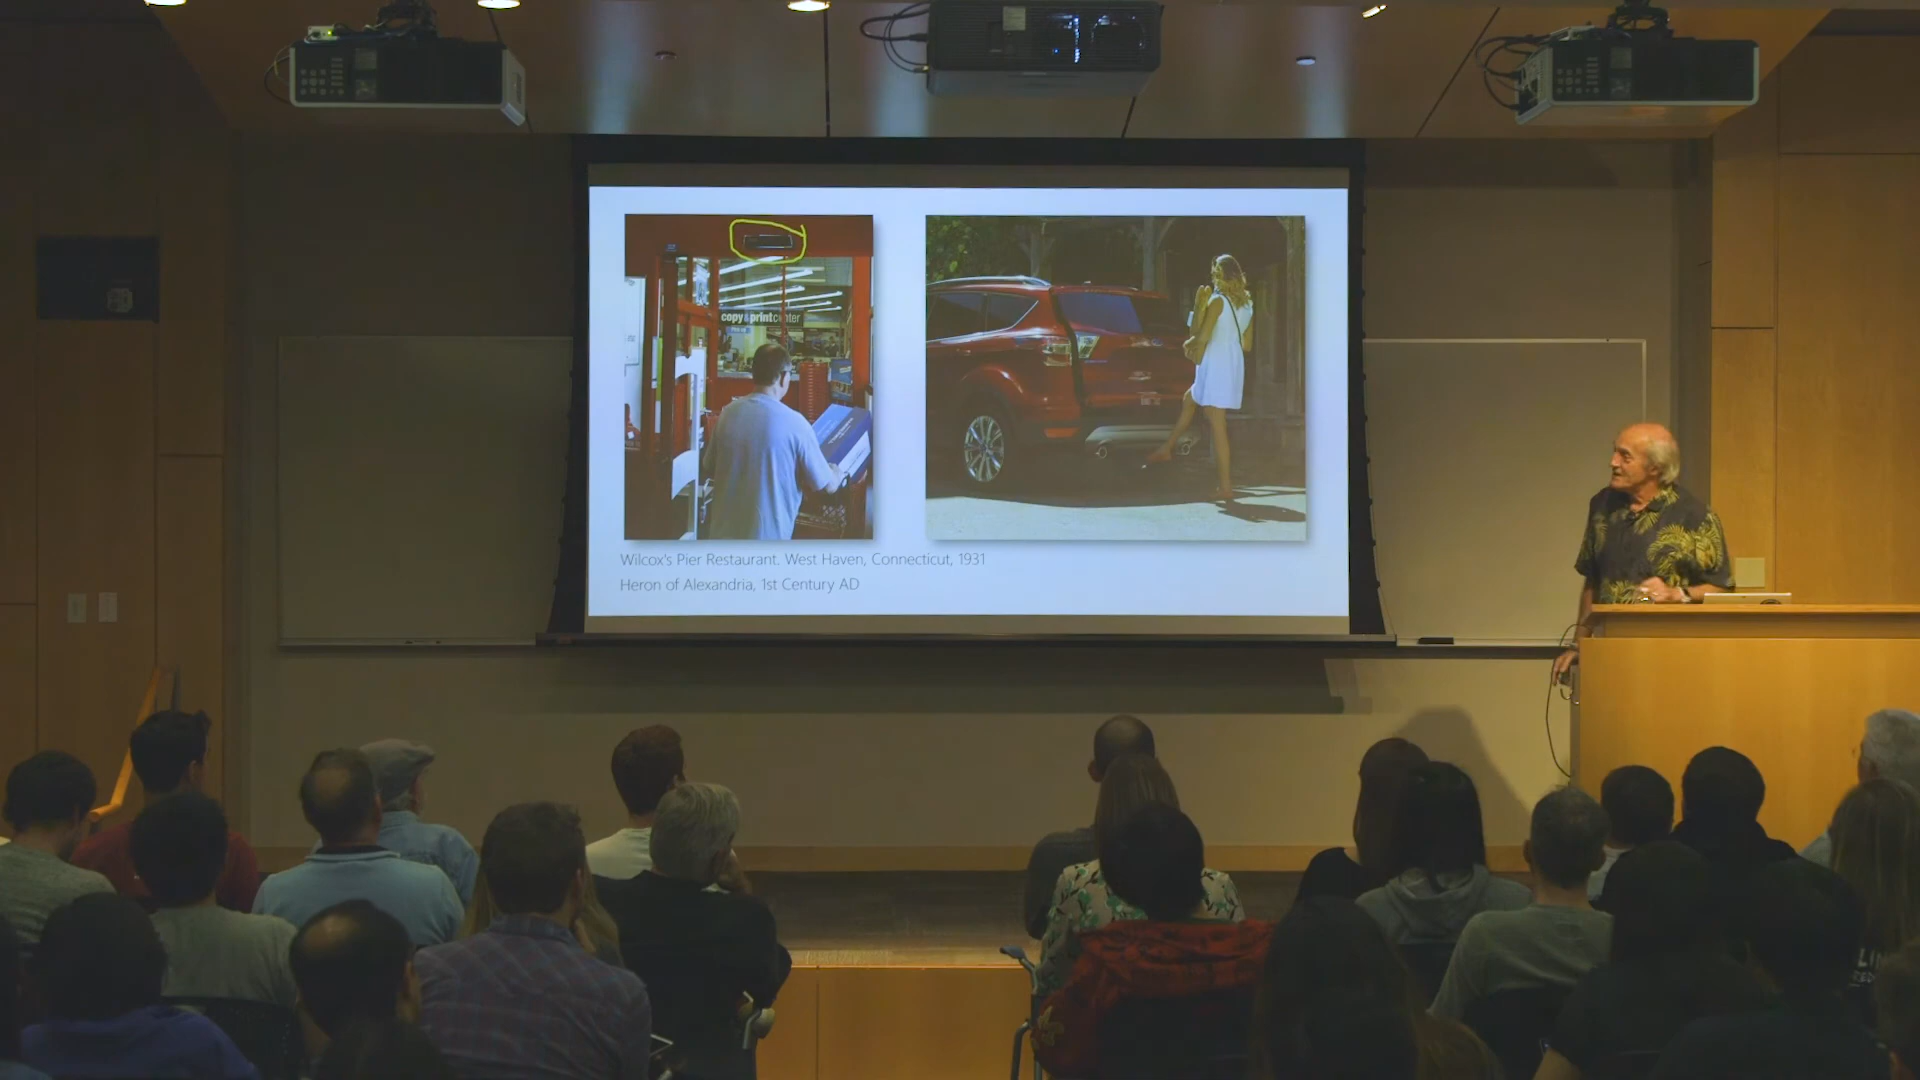 copy&printcenter
Wilcox's Pier Restaurant. West Haven, Connecticut, 1931
Heron of Alexandria, 1st Century AD